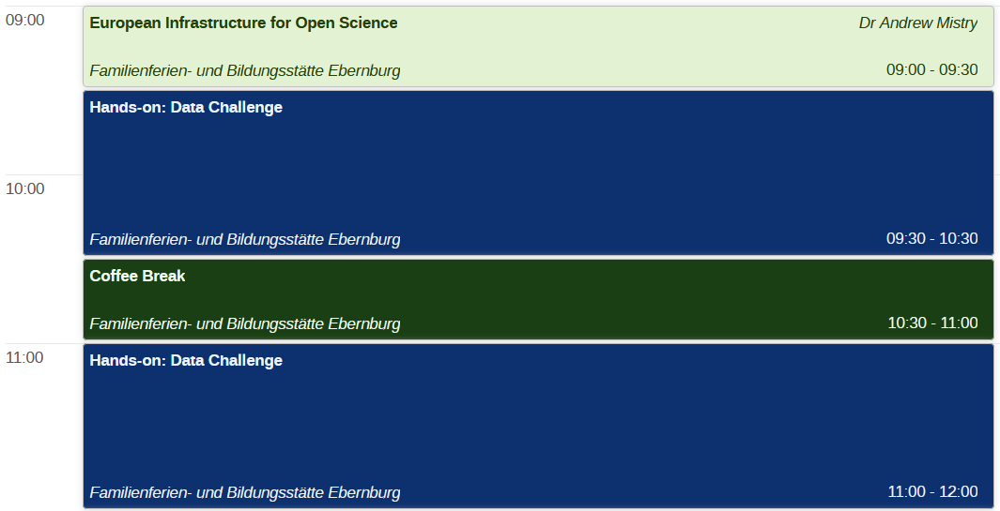 09:00
European Infrastructure for Open Science Dr Andrew Mistry
Familienferien- und Bildungsstätte Ebernburg 09:00 - 09:30
Hands-on: Data Challenge
10:00
Familienferien- und Bildungsstätte Ebernburg 09:30 - 10:30
Coffee Break
Familienferien- und Bildungsstätte Ebernburg 10:30 - 11:00
11:00
Hands-on: Data Challenge
Familienferien- und Bildungsstätte Ebernburg 11:00 - 12:00